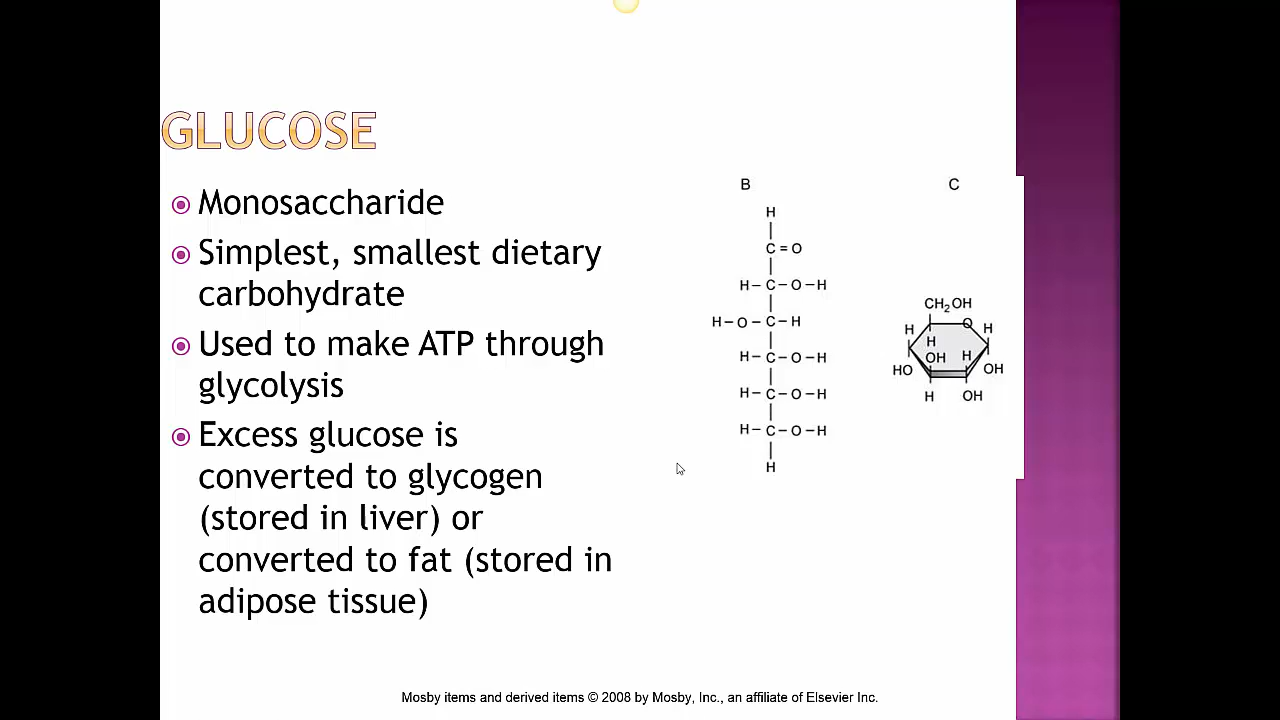 GLUCOSE
Monosaccharide
Simplest, smallest dietary
carbohydrate
Used to make ATP through
glycolysis
Excess glucose is
converted to glycogen
(stored in liver) or
converted to fat (stored in
adipose tissue)
B
H
C=O
H–C–O–H
H–O–C–H
H–C–O–H
H–C–O–H
H–C–O–H
H
C
CH2OH
O
H H
H
OH H
HO OH
H OH
Mosby items and derived items © 2008 by Mosby, Inc., an affiliate of Elsevier Inc.